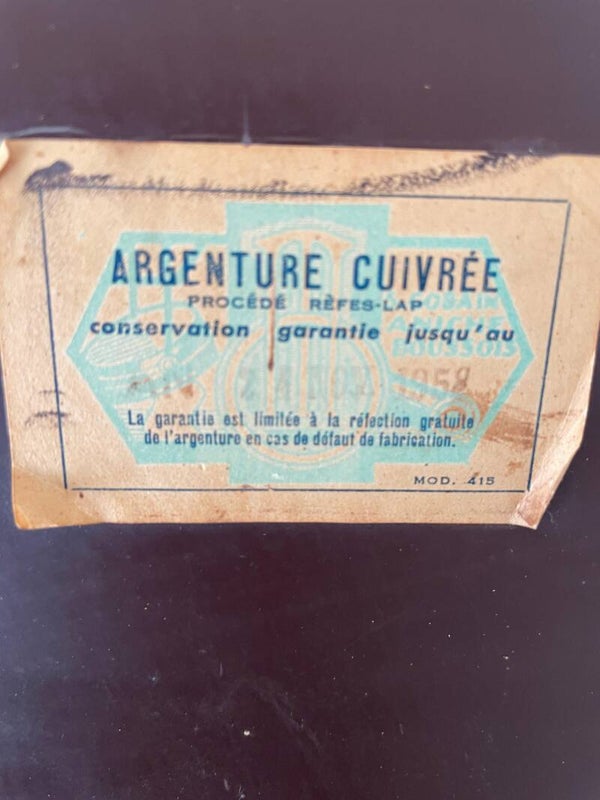 ARGENTURE CUIVRÉE
PROCÉDÉ RÈFES-LAP
conservation garantie jusqu'au
1958
La garantie est limitée à la réfection gratuite
de l'argenture en cas de défaut de fabrication.
MOD. 415
BOUSSOIS